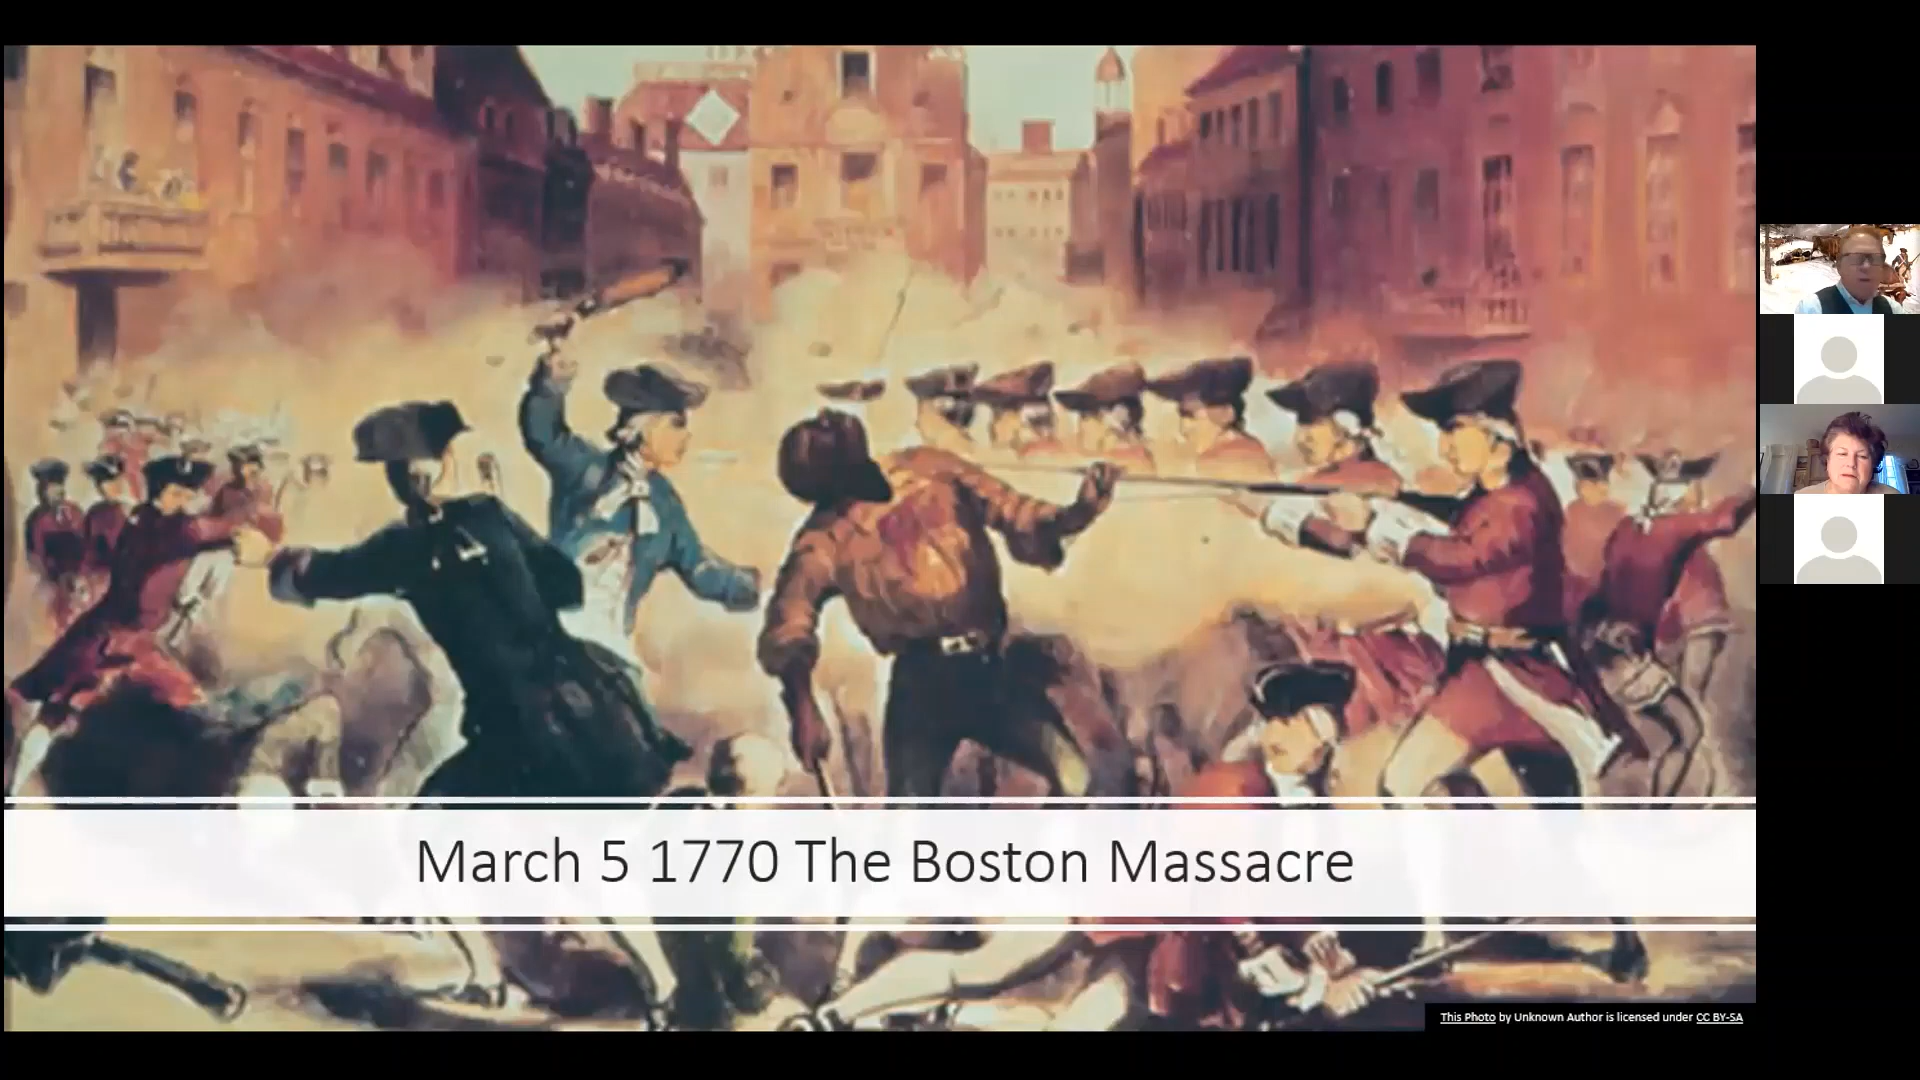 March 5 1770 The Boston Massacre
This Photo by Unknown Author is licensed under CC BY-SA